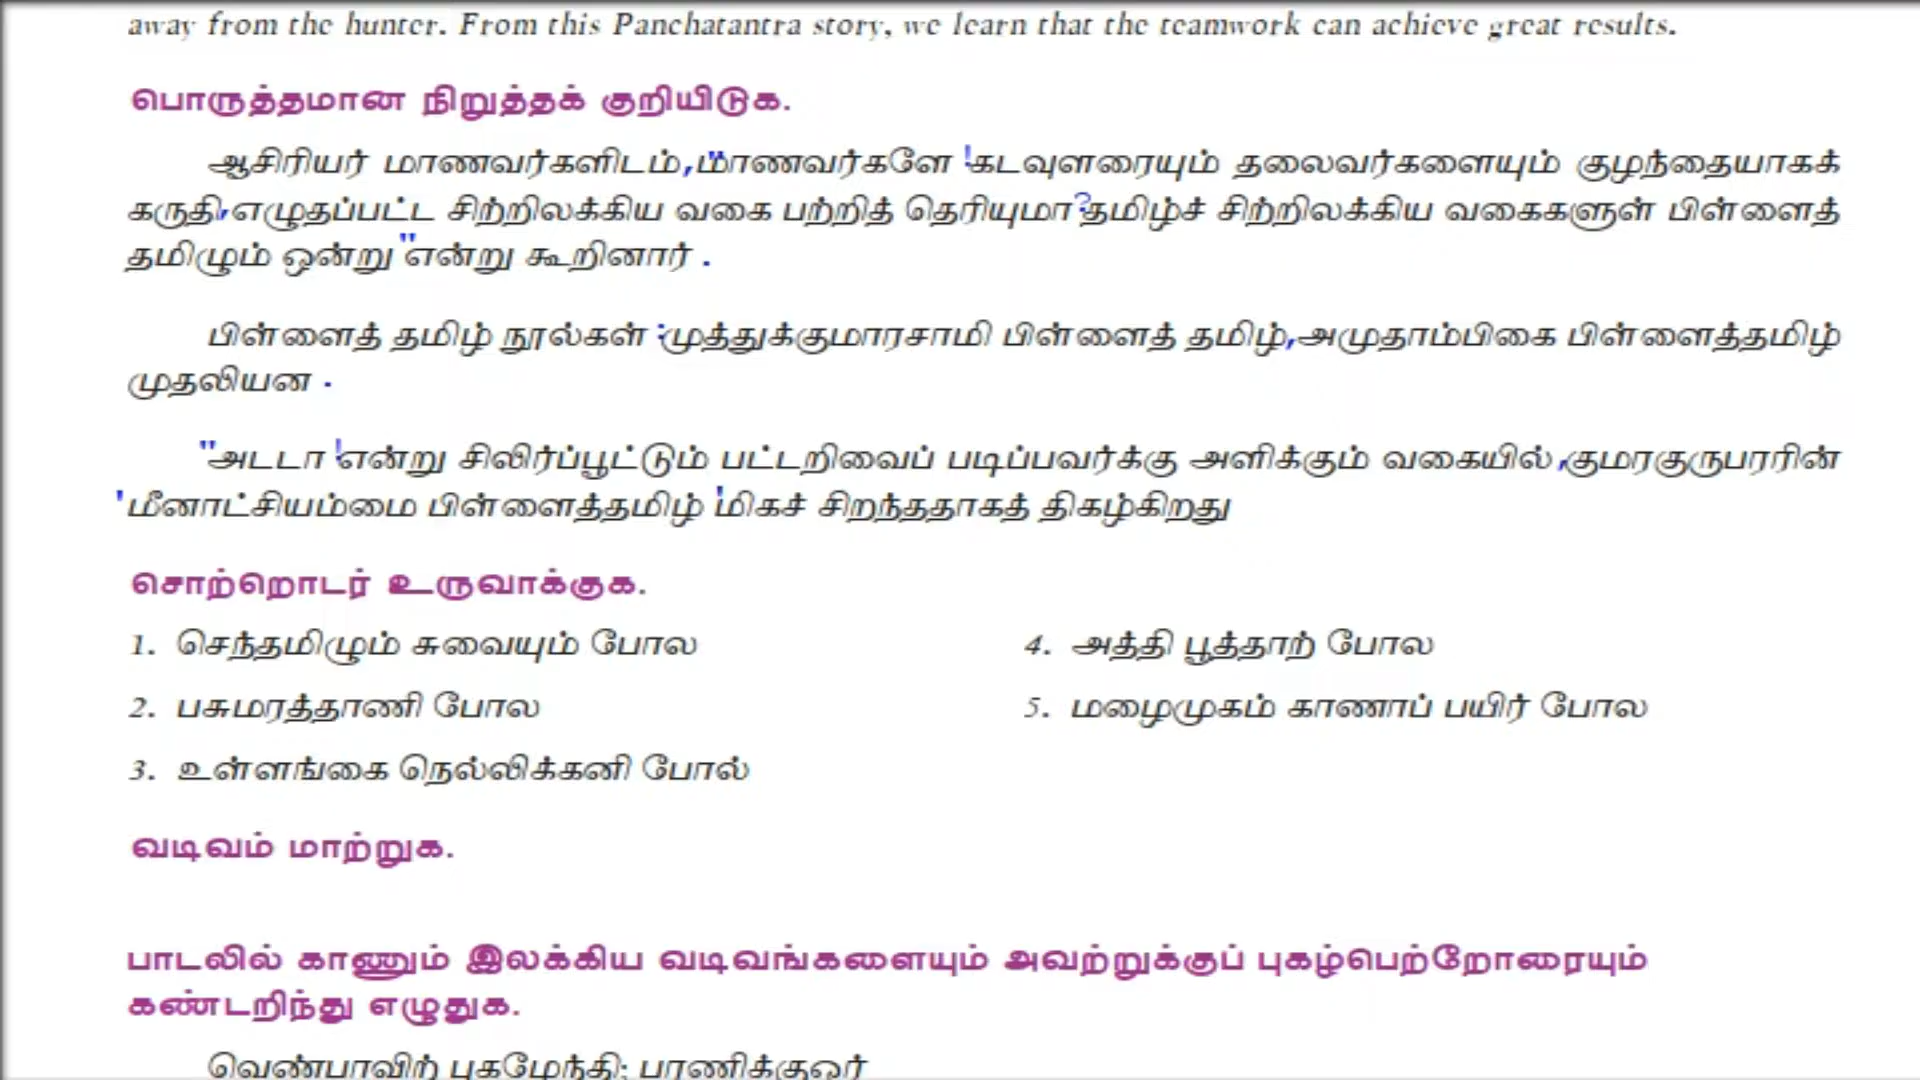 away from the hunter. From this Panchatantra story, we learn that the teamwork can achieve great results.
பொருத்தமான நிறுத்தக் குறியிடுக.
ஆசிரியர் மாணவர்களிடம்,"மாணவர்களே !கடவுளரையும் தலைவர்களையும் குழந்தையாகக்
கருதி,எழுதப்பட்ட சிற்றிலக்கிய வகை பற்றித் தெரியுமா?தமிழ்ச் சிற்றிலக்கிய வகைகளுள் பிள்ளைத்
தமிழும் ஒன்று "என்று கூறினார் .
பிள்ளைத் தமிழ் நூல்கள் :முத்துக்குமாரசாமி பிள்ளைத் தமிழ்,அமுதாம்பிகை பிள்ளைத்தமிழ்
முதலியன .
"அடடா !என்று சிலிர்ப்பூட்டும் பட்டறிவைப் படிப்பவர்க்கு அளிக்கும் வகையில்,குமரகுருபரரின்
'மீனாட்சியம்மை பிள்ளைத்தமிழ் 'மிகச் சிறந்ததாகத் திகழ்கிறது
சொற்றொடர் உருவாக்குக.
1. செந்தமிழும் சுவையும் போல
2. பசுமரத்தாணி போல
3. உள்ளங்கை நெல்லிக்கனி போல்
4. அத்தி பூத்தாற் போல
5. மழைமுகம் காணாப் பயிர் போல
வடிவம் மாற்றுக.
பாடலில் காணும் இலக்கிய வடிவங்களையும் அவற்றுக்குப் புகழ்பெற்றோரையும்
கண்டறிந்து எழுதுக.
வெண்பாவிற் புகழேந்தி; பரணிக்குஓர்